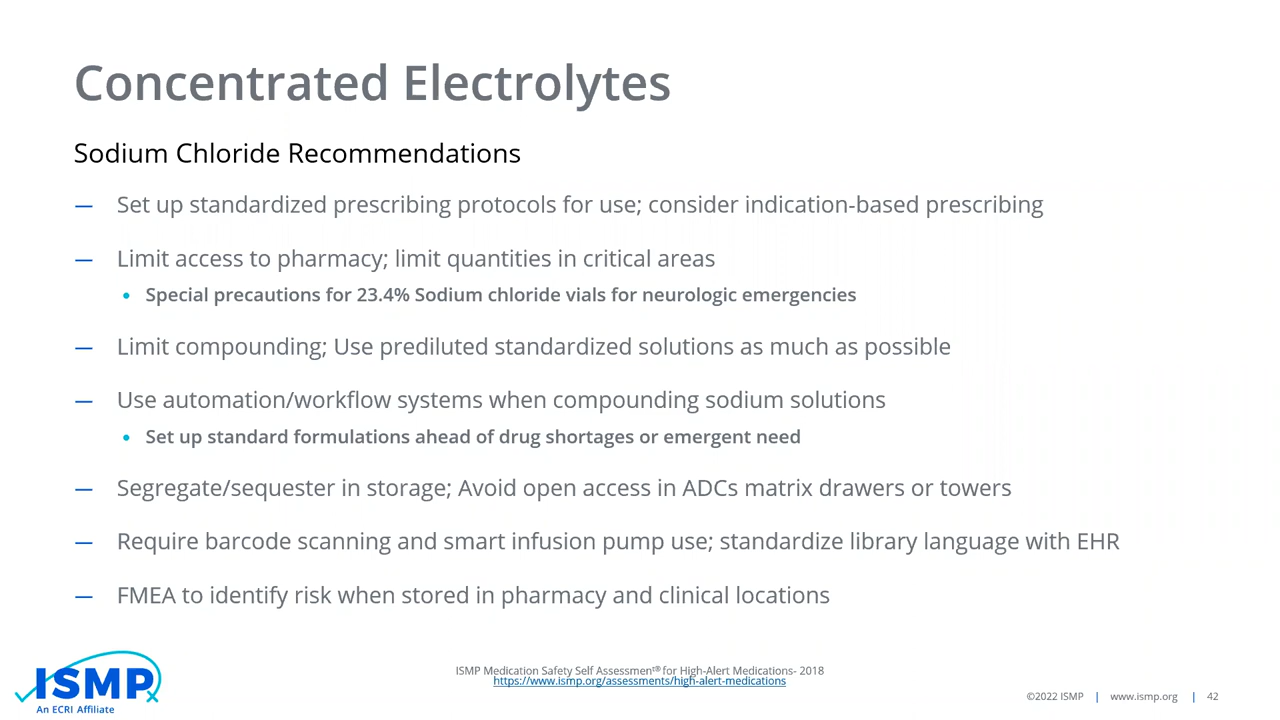 Concentrated Electrolytes
Sodium Chloride Recommendations
— Set up standardized prescribing protocols for use; consider indication-based prescribing
— Limit access to pharmacy; limit quantities in critical areas
• Special precautions for 23.4% Sodium chloride vials for neurologic emergencies
— Limit compounding; Use prediluted standardized solutions as much as possible
— Use automation/workflow systems when compounding sodium solutions
• Set up standard formulations ahead of drug shortages or emergent need
— Segregate/sequester in storage; Avoid open access in ADCs matrix drawers or towers
— Require barcode scanning and smart infusion pump use; standardize library language with EHR
— FMEA to identify risk when stored in pharmacy and clinical locations
ISMP
An ECRI Affiliate
ISMP Medication Safety Self Assessment® for High-Alert Medications- 2018
https://www.ismp.org/assessments/high-alert-medications
©2022 ISMP | www.ismp.org | 42